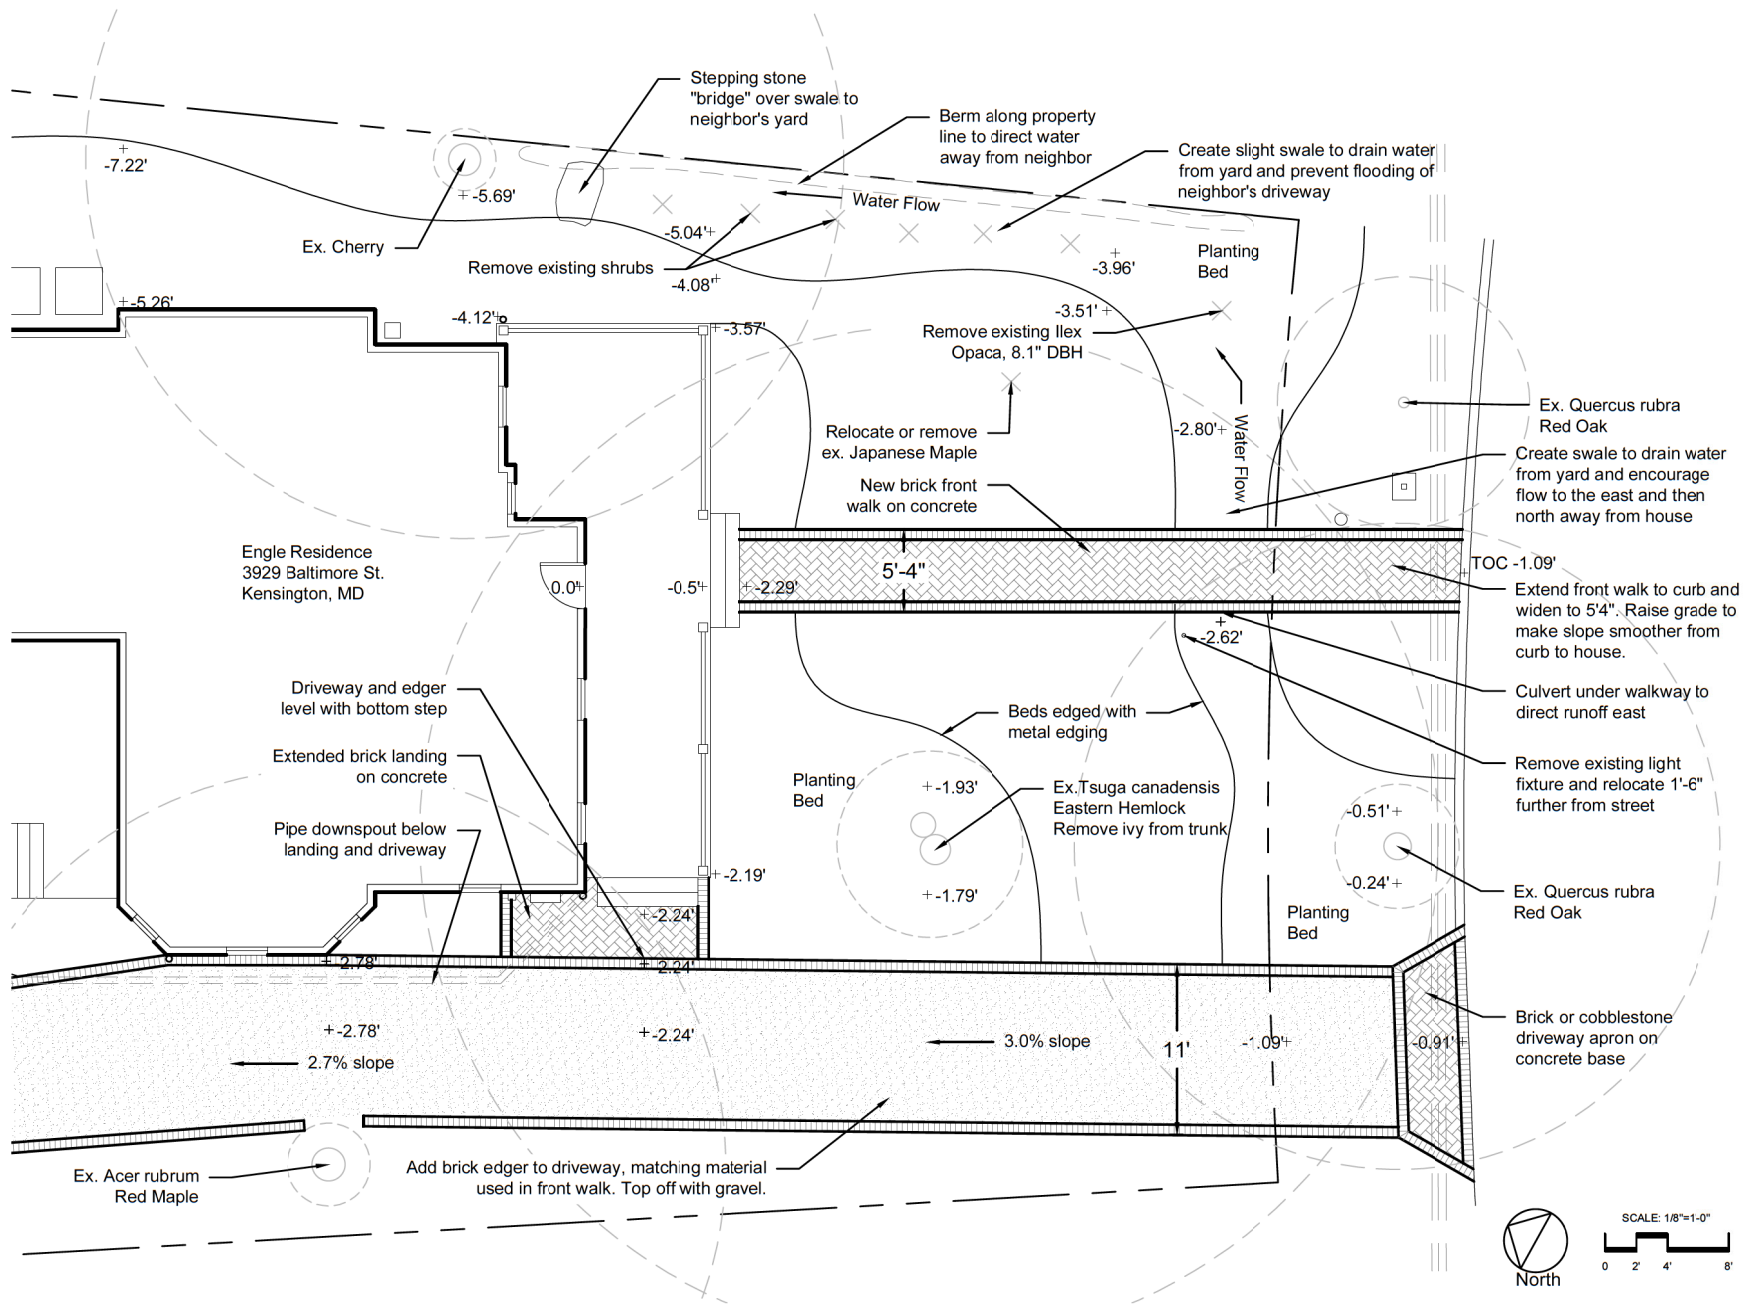 Stepping stone
"bridge" over swale to
neighbor's yard
Berm along property
line to direct water
away from neighbor
Create slight swale to drain water
from yard and prevent flooding of
neighbor's driveway
-7.22'
-5.69'
Water Flow
-5.04'
Ex. Cherry
Remove existing shrubs
-4.08'
-3.96'
Planting
Bed
-5.26'
-4.12'
-3.57'
-3.51'
Remove existing Ilex
Opaca, 8.1" DBH
Relocate or remove
ex. Japanese Maple
-2.80'
Water Flow
Ex. Quercus rubra
Red Oak
Create swale to drain water
from yard and encourage
flow to the east and then
north away from house
New brick front
walk on concrete
Engle Residence
3929 Baltimore St.
Kensington, MD
0.0'
-0.5'
-2.29'
5'-4"
TOC -1.09'
Extend front walk to curb and
widen to 5'4". Raise grade to
make slope smoother from
curb to house.
-2.62'
Driveway and edger
level with bottom step
Beds edged with
metal edging
Culvert under walkway to
direct runoff east
Extended brick landing
on concrete
Remove existing light
fixture and relocate 1'-6"
further from street
Planting
Bed
-1.93'
Ex.Tsuga canadensis
Eastern Hemlock
Remove ivy from trunk
-0.51'
Pipe downspout below
landing and driveway
-2.19'
-1.79'
-0.24'
Ex. Quercus rubra
Red Oak
-2.24'
Planting
Bed
-2.78'
-2.24'
-2.78'
-2.24'
2.7% slope
3.0% slope
11'
-1.09'
-0.91'
Brick or cobblestone
driveway apron on
concrete base
Ex. Acer rubrum
Red Maple
Add brick edger to driveway, matching material
used in front walk. Top off with gravel.
SCALE: 1/8"=1-0"
0 2' 4' 8'
North